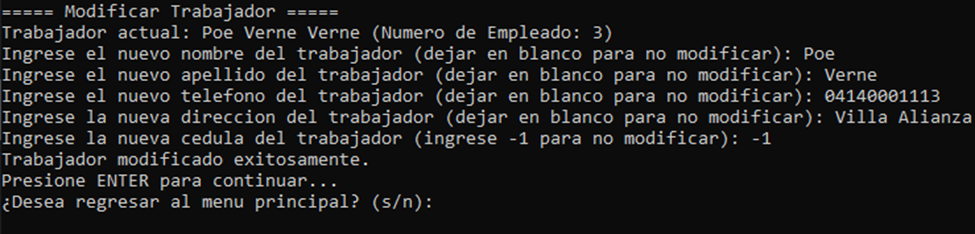 ===== Modificar Trabajador =====
Trabajador actual: Poe Verne Verne (Numero de Empleado: 3)
Ingrese el nuevo nombre del trabajador (dejar en blanco para no modificar): Poe
Ingrese el nuevo apellido del trabajador (dejar en blanco para no modificar): Verne
Ingrese el nuevo telefono del trabajador (dejar en blanco para no modificar): 04140001113
Ingrese la nueva direccion del trabajador (dejar en blanco para no modificar): Villa Alianza
Ingrese la nueva cedula del trabajador (ingrese -1 para no modificar): -1
Trabajador modificado exitosamente.
Presione ENTER para continuar...
¿Desea regresar al menu principal? (s/n):